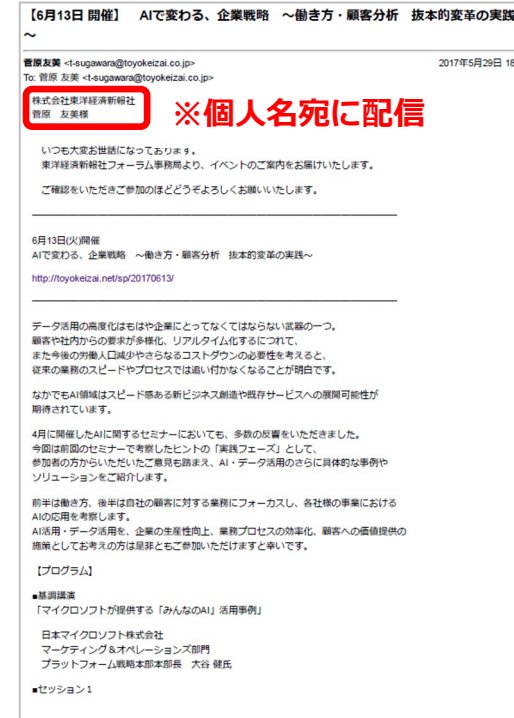 【6月13日 開催】　AIで変わる、企業戦略　～働き方・顧客分析　抜本的変革の実践
～
菅原友美 <t-sugawara@toyokeizai.co.jp>
2017年5月29日 18
To: 菅原 友美 <t-sugawara@toyokeizai.co.jp>
株式会社東洋経済新報社
菅原　友美様
※個人名宛に配信
いつも大変お世話になっております。
東洋経済新報社フォーラム事務局より、イベントのご案内をお届けいたします。
ご確認をいただきご参加のほどどうぞよろしくお願いいたします。
6月13日(火)開催
AIで変わる、企業戦略　～働き方・顧客分析　抜本的変革の実践～
http://toyokeizai.net/sp/20170613/
データ活用の高度化はもはや企業にとってなくてはならない武器の一つ。
顧客や社内からの要求が多様化、リアルタイム化するにつれて、
また今後の労働人口減少やさらなるコストダウンの必要性を考えると、
従来の業務のスピードやプロセスでは追い付かなくなることが明白です。
なかでもAI領域はスピード感ある新ビジネス創造や既存サービスへの展開可能性が
期待されています。
4月に開催したAIに関するセミナーにおいても、多数の反響をいただきました。
今回は前回のセミナーで考察したヒントの「実践フェーズ」として、
参加者の方からいただいたご意見も踏まえ、AI・データ活用のさらに具体的な事例や
ソリューションをご紹介します。
前半は働き方、後半は自社の顧客に対する業務にフォーカスし、各社様の事業における
AIの応用を考察します。
AI活用・データ活用を、企業の生産性向上、業務プロセスの効率化、顧客への価値提供の
施策としてお考えの方は是非ともご参加いただけますと幸いです。
【プログラム】
■基調講演
「マイクロソフトが提供する「みんなのAI」活用事例」
日本マイクロソフト株式会社
マーケティング＆オペレーションズ部門
プラットフォーム戦略本部本部長　大谷 健氏
■セッション１